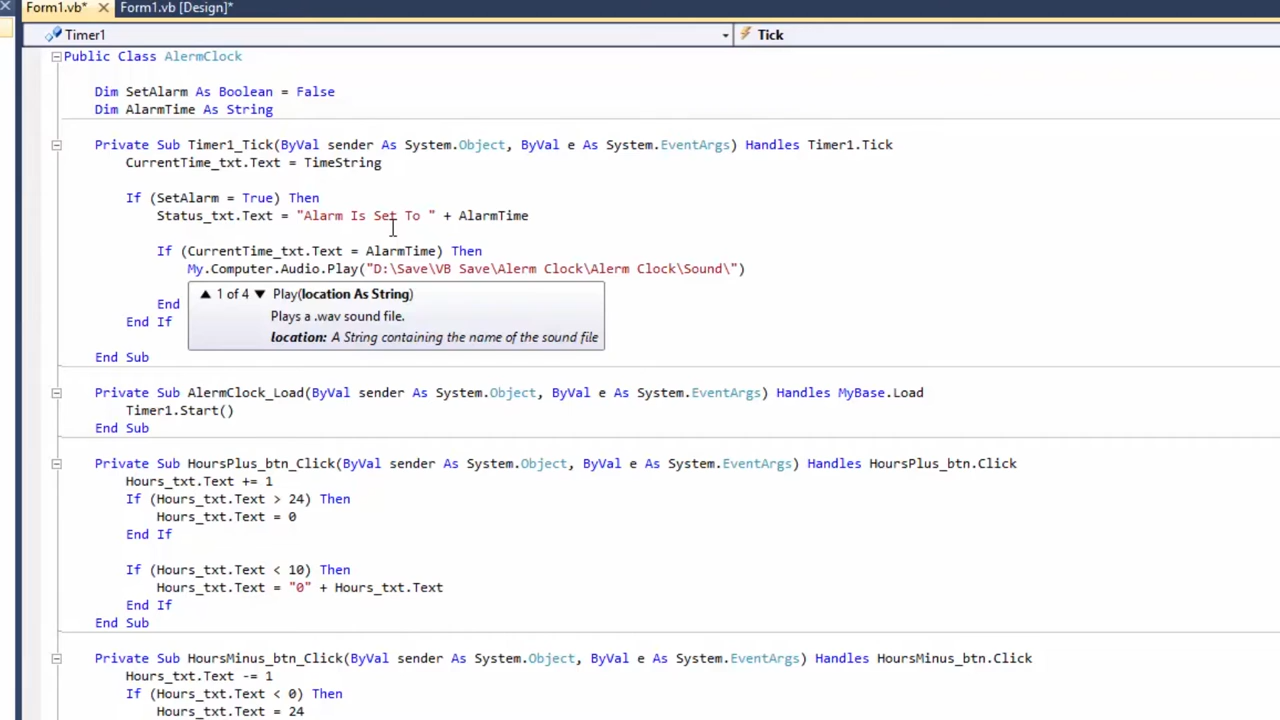 Form1.vb* Form1.vb [Design]*
Timer1 Tick
Public Class AlermClock
Dim SetAlarm As Boolean = False
Dim AlarmTime As String
Private Sub Timer1_Tick(ByVal sender As System.Object, ByVal e As System.EventArgs) Handles Timer1.Tick
CurrentTime_txt.Text = TimeString
If (SetAlarm = True) Then
Status_txt.Text = "Alarm Is Set To " + AlarmTime
If (CurrentTime_txt.Text = AlarmTime) Then
My.Computer.Audio.Play("D:\Save\VB Save\Alerm Clock\Alerm Clock\Sound\")
1 of 4 Play(location As String)
End
Plays a .wav sound file.
End If
location: A String containing the name of the sound file
End Sub
Private Sub AlermClock_Load(ByVal sender As System.Object, ByVal e As System.EventArgs) Handles MyBase.Load
Timer1.Start()
End Sub
Private Sub HoursPlus_btn_Click(ByVal sender As System.Object, ByVal e As System.EventArgs) Handles HoursPlus_btn.Click
Hours_txt.Text += 1
If (Hours_txt.Text > 24) Then
Hours_txt.Text = 0
End If
If (Hours_txt.Text < 10) Then
Hours_txt.Text = "0" + Hours_txt.Text
End If
End Sub
Private Sub HoursMinus_btn_Click(ByVal sender As System.Object, ByVal e As System.EventArgs) Handles HoursMinus_btn.Click
Hours_txt.Text -= 1
If (Hours_txt.Text < 0) Then
Hours_txt.Text = 24